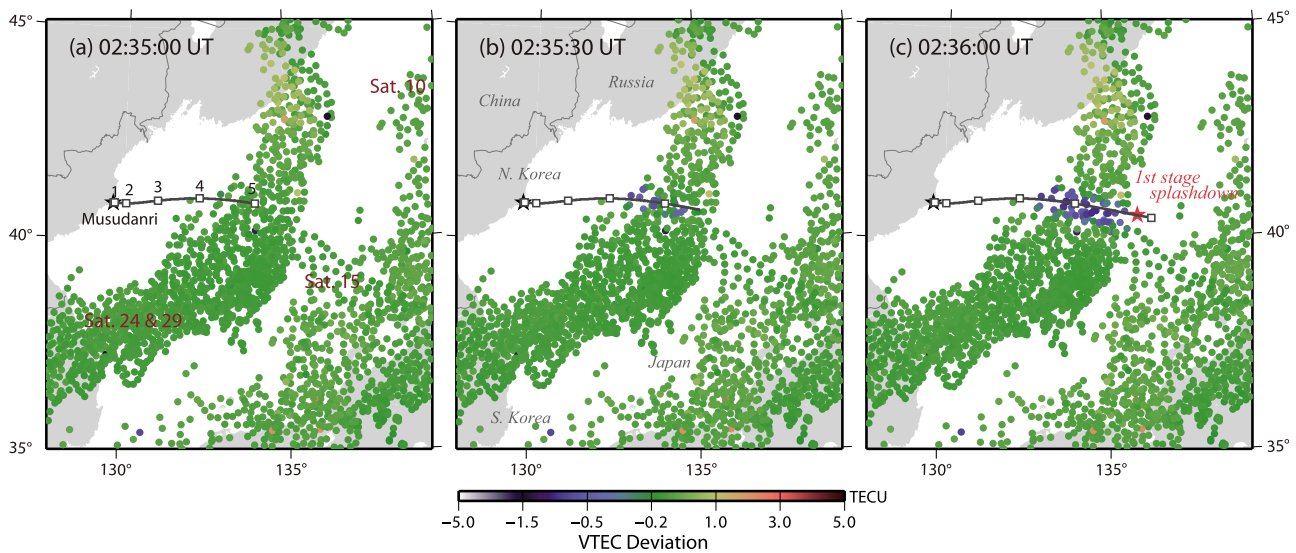 45°
45°
(a) 02:35:00 UT
(b) 02:35:30 UT
(c) 02:36:00 UT
Sat. 10
Russia
China
N. Korea
1 2 3 4 5
Musudanri
1st stage
splashdown
40°
40°
Sat. 15
Sat. 24 & 29
Japan
S. Korea
35°
35°
130°
135°
130°
135°
130°
135°
TECU
−5.0
−1.5
−0.5
−0.2
1.0
3.0
5.0
VTEC Deviation